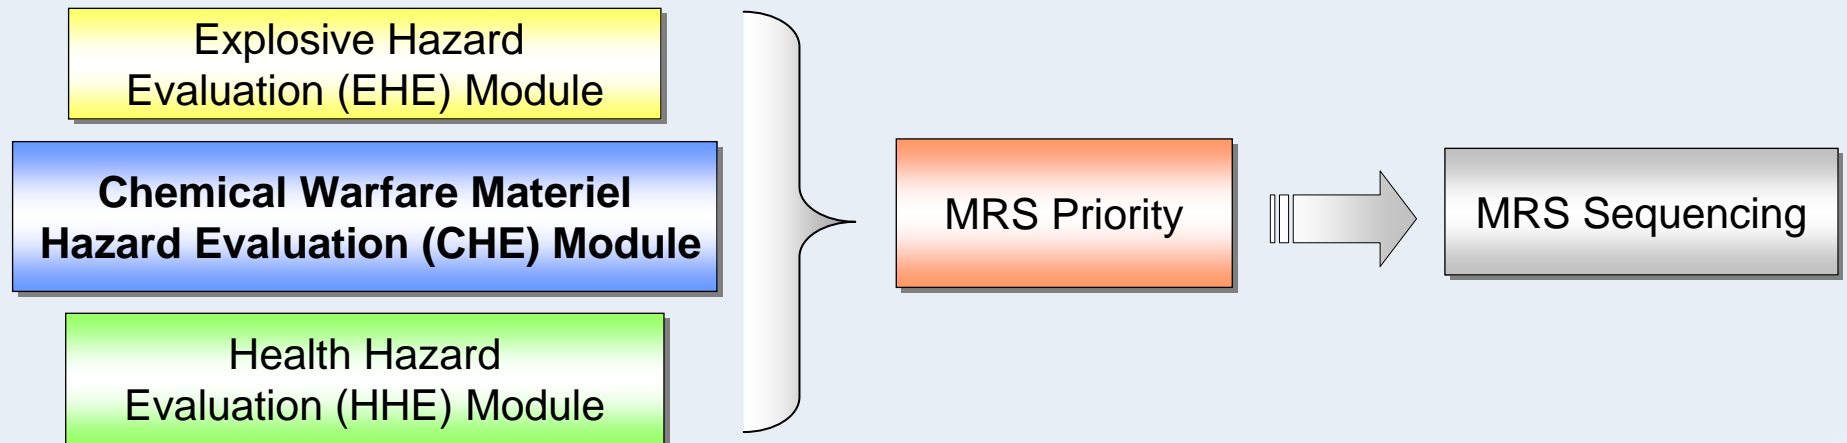 Explosive Hazard
Evaluation (EHE) Module
Chemical Warfare Materiel
Hazard Evaluation (CHE) Module
Health Hazard
Evaluation (HHE) Module
MRS Priority
MRS Sequencing